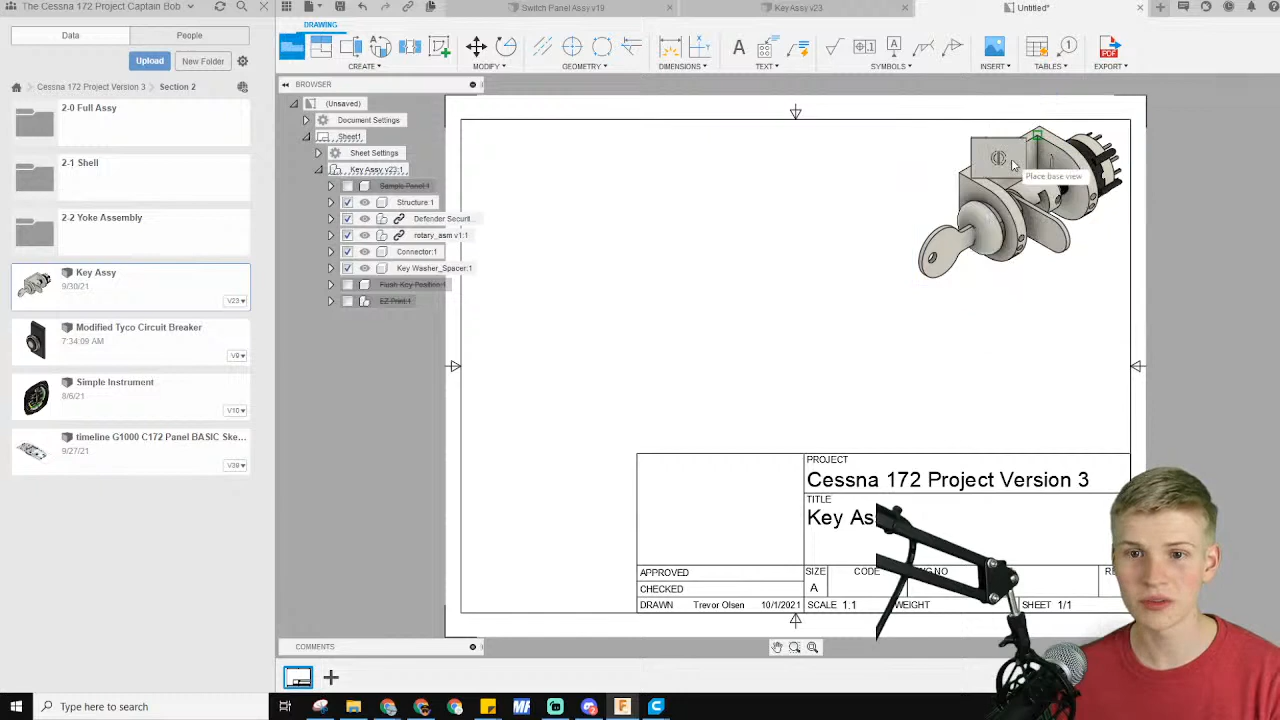 The Cessna 172 Project Captain Bob
Switch Panel Assy v19
Key Assy v23
Untitled*
Data
People
DRAWING
Upload
New Folder
CREATE
MODIFY
GEOMETRY
DIMENSIONS
TEXT
SYMBOLS
INSERT
TABLES
EXPORT
PDF
Cessna 172 Project Version 3
Section 2
BROWSER
2-0 Full Assy
2-1 Shell
2-2 Yoke Assembly
Key Assy
9/30/21
V23
Modified Tyco Circuit Breaker
7:34:09 AM
V9
Simple Instrument
8/6/21
V10
timeline G1000 C172 Panel BASIC Ske...
9/27/21
V39
(Unsaved)
Document Settings
Sheet1
Sheet Settings
Key Assy v23:1
Sample Panel:1
Structure:1
Defender Securit...
rotary_asm v1:1
Connector:1
Key Washer_Spacer:1
Flush Key Position:1
EZ Print:1
Place base view
PROJECT
Cessna 172 Project Version 3
TITLE
Key As
APPROVED
CHECKED
DRAWN Trevor Olsen 10/1/2021
SIZE
A
CODE
SCALE 1:1
WEIGHT
SHEET 1/1
COMMENTS
Type here to search